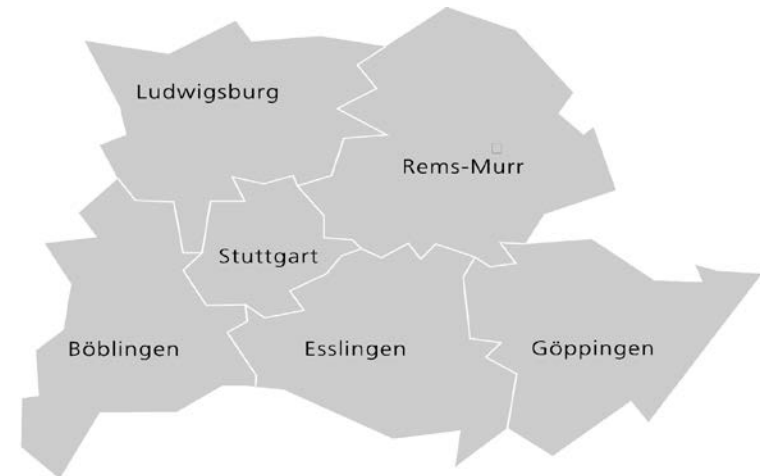 Ludwigsburg
Rems-Murr
Stuttgart
Böblingen
Esslingen
Göppingen